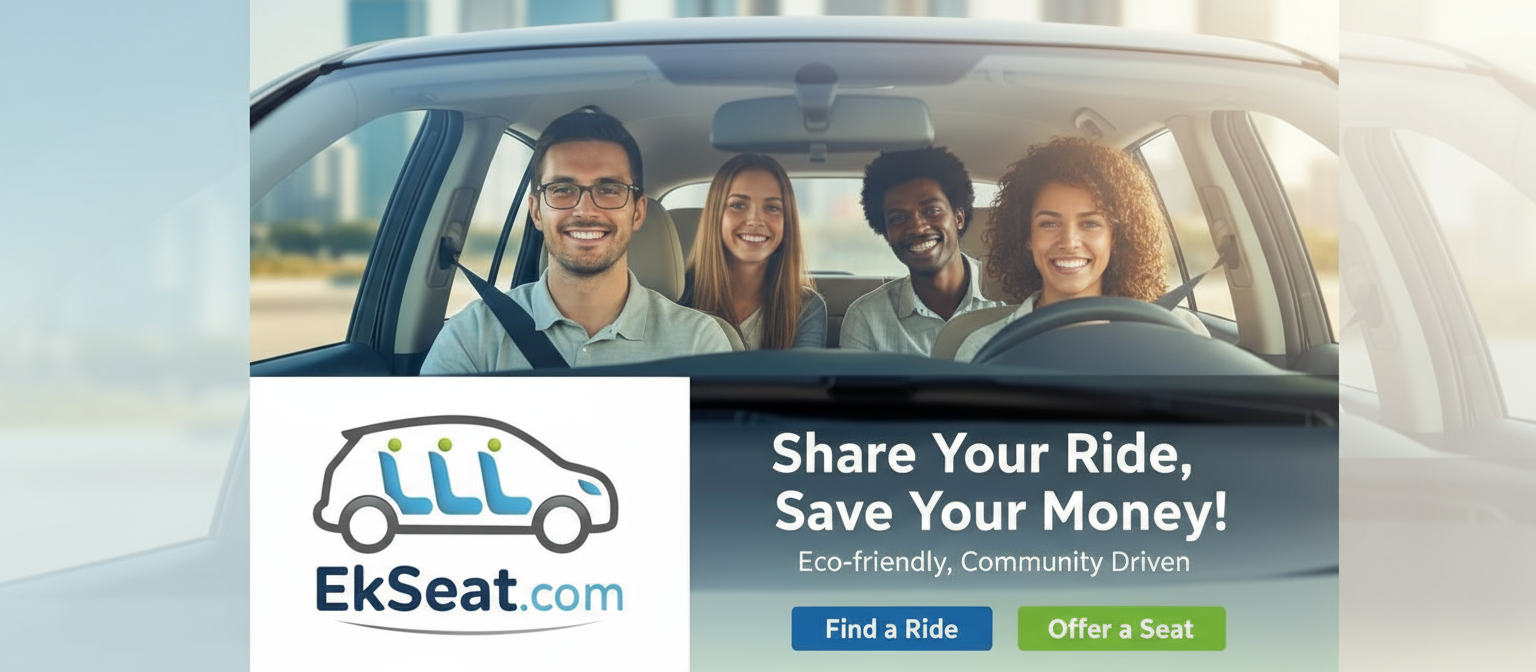 EkSeat.com
Share Your Ride,
Save Your Money!
Eco-friendly, Community Driven
Find a Ride
Offer a Seat